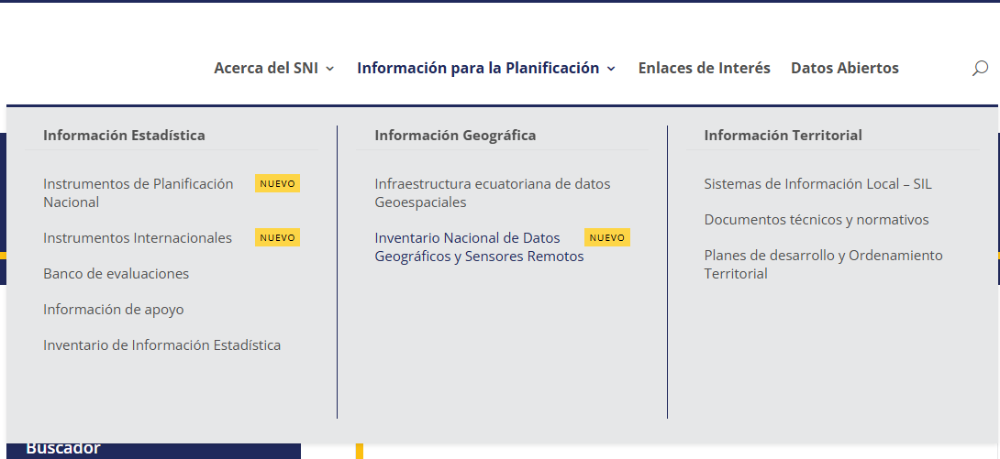 Acerca del SNI
Información para la Planificación
Enlaces de Interés
Datos Abiertos
Información Estadística
Instrumentos de Planificación
Nacional
NUEVO
Instrumentos Internacionales
NUEVO
Banco de evaluaciones
Información de apoyo
Inventario de Información Estadística
Información Geográfica
Infraestructura ecuatoriana de datos
Geoespaciales
Inventario Nacional de Datos
Geográficos y Sensores Remotos
NUEVO
Información Territorial
Sistemas de Información Local – SIL
Documentos técnicos y normativos
Planes de desarrollo y Ordenamiento
Territorial
Buscador